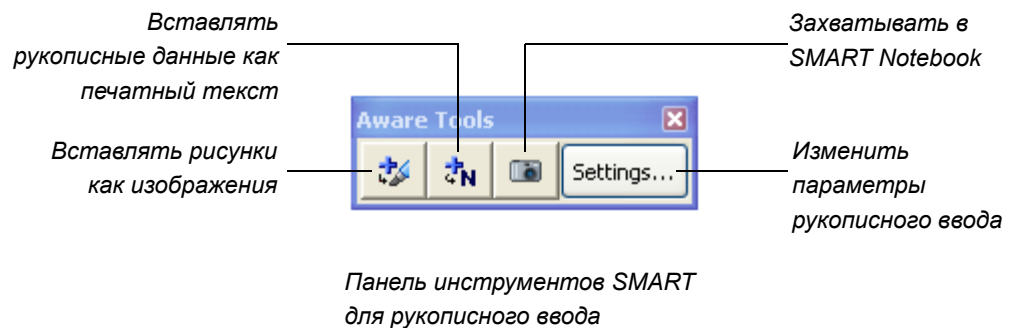 Вставлять
рукописные данные как
печатный текст
Захватывать в
SMART Notebook
Aware Tools
Вставлять рисунки
как изображения
N
Settings...
Изменить
параметры
рукописного ввода
Панель инструментов SMART
для рукописного ввода